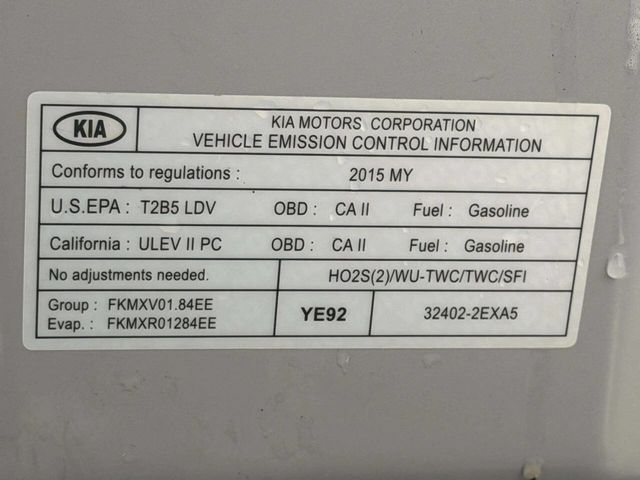 KIA
KIA MOTORS CORPORATION
VEHICLE EMISSION CONTROL INFORMATION
Conforms to regulations : 2015 MY
U.S.EPA : T2B5 LDV OBD : CA II Fuel : Gasoline
California : ULEV II PC OBD : CA II Fuel : Gasoline
No adjustments needed. HO2S(2)/WU-TWC/TWC/SFI
Group : FKMXV01.84EE
Evap. : FKMXR01284EE
YE92
32402-2EXA5